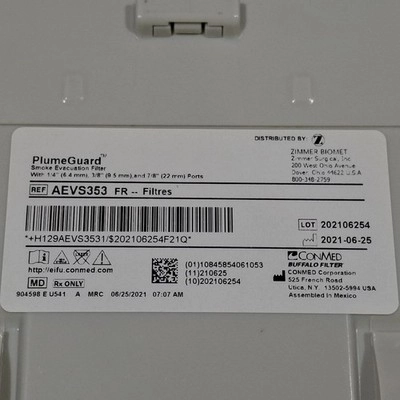 PlumeGuard™
Smoke Evacuation Filter
With 1/4" (6.4 mm), 3/8" (9.5 mm) and 7/8" (22 mm) Ports
DISTRIBUTED BY:
ZIMMER BIOMET
Zimmer Surgical, Inc.
200 West Ohio Avenue
Dover, Ohio 44622 U.S.A.
800-348-2759
REF AEVS353 FR -- Filtres
*+H129AEVS3531/$202106254F21Q*
LOT 202106254
2021-06-25
http://eifu.conmed.com
MD Rx ONLY
(01)10845854061053
(11)210625
(10)202106254
CONMED
BUFFALO FILTER
CONMED Corporation
525 French Road
Utica, N.Y. 13502-5994 USA
Assembled in Mexico
904598 E U541 A MRC 06/25/2021 07:07 AM